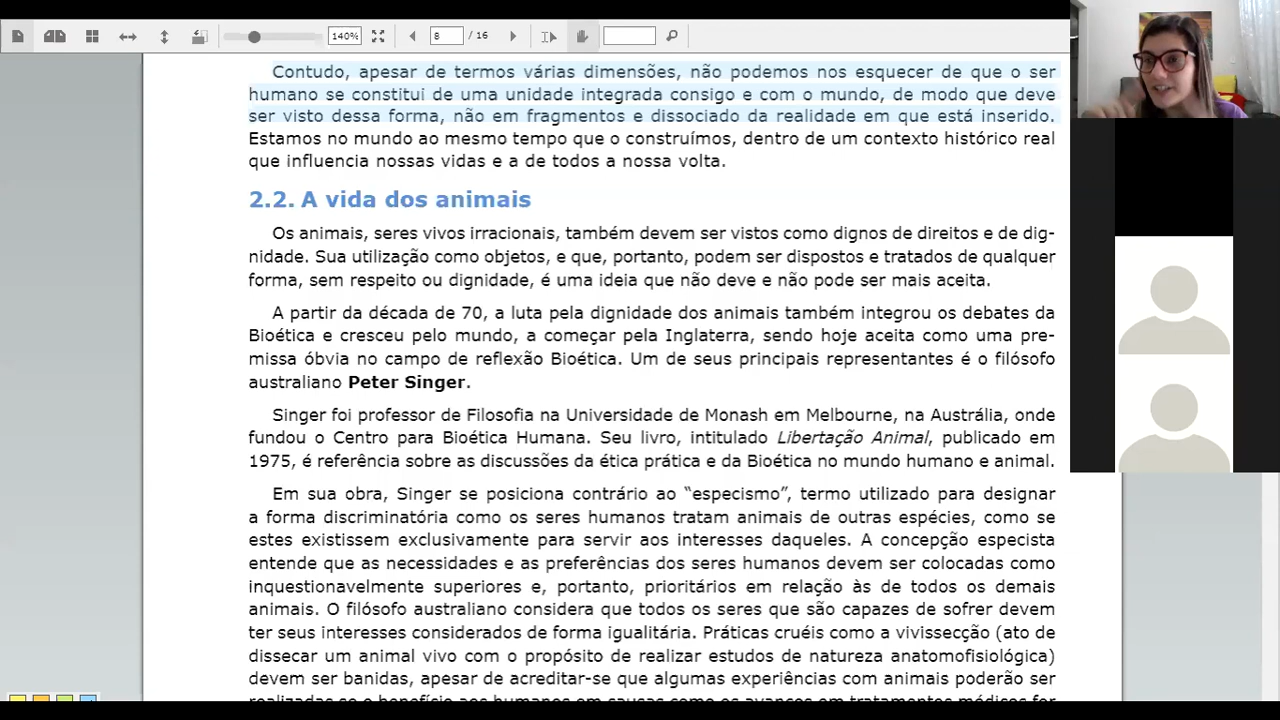 140%
8
/ 16
Contudo, apesar de termos várias dimensões, não podemos nos esquecer de que o ser
humano se constitui de uma unidade integrada consigo e com o mundo, de modo que deve
ser visto dessa forma, não em fragmentos e dissociado da realidade em que está inserido.
Estamos no mundo ao mesmo tempo que o construímos, dentro de um contexto histórico real
que influencia nossas vidas e a de todos a nossa volta.
2.2. A vida dos animais
Os animais, seres vivos irracionais, também devem ser vistos como dignos de direitos e de dig-
nidade. Sua utilização como objetos, e que, portanto, podem ser dispostos e tratados de qualquer
forma, sem respeito ou dignidade, é uma ideia que não deve e não pode ser mais aceita.
A partir da década de 70, a luta pela dignidade dos animais também integrou os debates da
Bioética e cresceu pelo mundo, a começar pela Inglaterra, sendo hoje aceita como uma pre-
missa óbvia no campo de reflexão Bioética. Um de seus principais representantes é o filósofo
australiano Peter Singer.
Singer foi professor de Filosofia na Universidade de Monash em Melbourne, na Austrália, onde
fundou o Centro para Bioética Humana. Seu livro, intitulado Libertação Animal, publicado em
1975, é referência sobre as discussões da ética prática e da Bioética no mundo humano e animal.
Em sua obra, Singer se posiciona contrário ao “especismo”, termo utilizado para designar
a forma discriminatória como os seres humanos tratam animais de outras espécies, como se
estes existissem exclusivamente para servir aos interesses daqueles. A concepção especista
entende que as necessidades e as preferências dos seres humanos devem ser colocadas como
inquestionavelmente superiores e, portanto, prioritários em relação às de todos os demais
animais. O filósofo australiano considera que todos os seres que são capazes de sofrer devem
ter seus interesses considerados de forma igualitária. Práticas cruéis como a vivissecção (ato de
dissecar um animal vivo com o propósito de realizar estudos de natureza anatomofisiológica)
devem ser banidas, apesar de acreditar-se que algumas experiências com animais poderão ser
realizadas se o benefício aos humanos em causas como os avanços em tratamentos médicos for